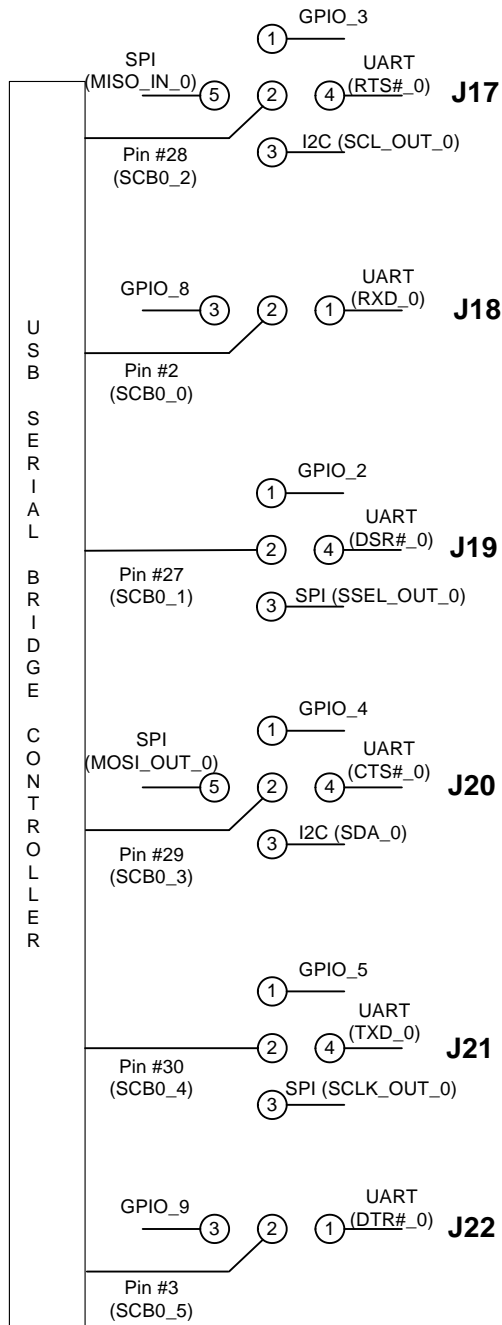 USB SERIAL BRIDGE CONTROLLER
GPIO_3
1
SPI
(MISO_IN_0)
5
2
4
UART
(RTS#_0)
J17
3
I2C (SCL_OUT_0)
Pin #28
(SCB0_2)
GPIO_8
3
2
1
UART
(RXD_0)
J18
Pin #2
(SCB0_0)
GPIO_2
1
2
4
UART
(DSR#_0)
J19
Pin #27
(SCB0_1)
3
SPI (SSEL_OUT_0)
GPIO_4
1
SPI
(MOSI_OUT_0)
5
2
4
UART
(CTS#_0)
J20
3
I2C (SDA_0)
Pin #29
(SCB0_3)
GPIO_5
1
2
4
UART
(TXD_0)
J21
Pin #30
(SCB0_4)
3
SPI (SCLK_OUT_0)
GPIO_9
3
2
1
UART
(DTR#_0)
J22
Pin #3
(SCB0_5)